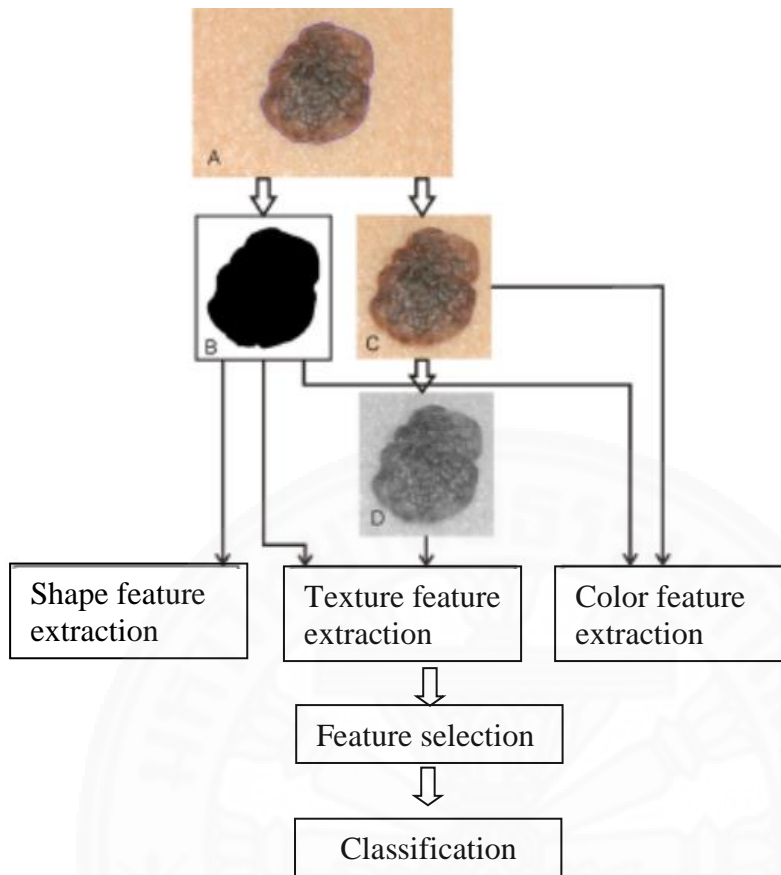 A
B
C
D
Shape feature
extraction
Texture feature
extraction
Color feature
extraction
Feature selection
Classification